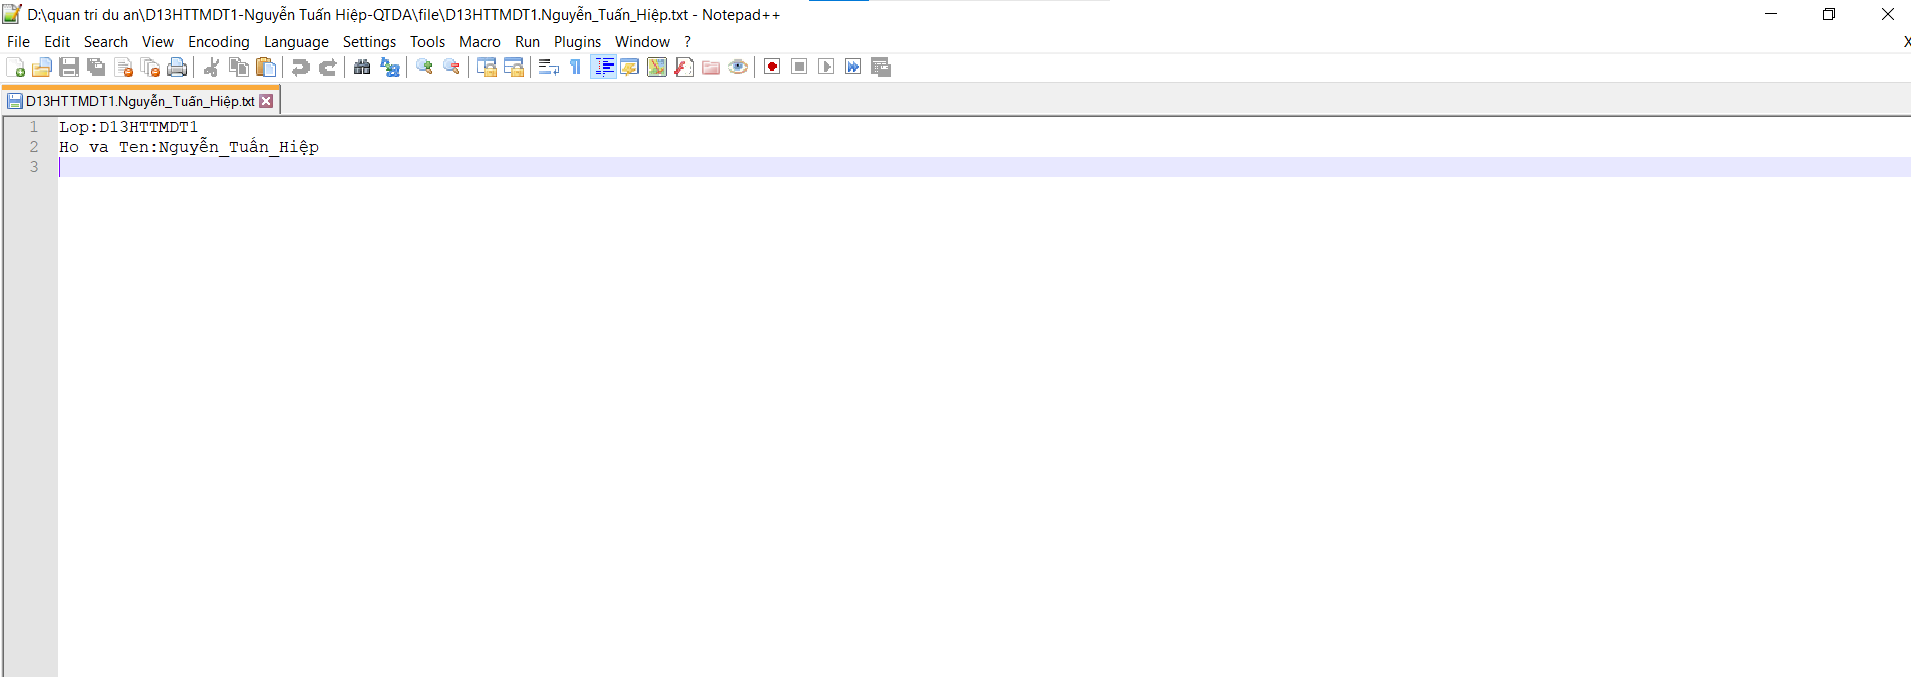 D:\quan tri du an\D13HTTMDT1-Nguyễn Tuấn Hiệp-QTDA\file\D13HTTMDT1.Nguyễn_Tuấn_Hiệp.txt - Notepad++
File Edit Search View Encoding Language Settings Tools Macro Run Plugins Window ? X
D13HTTMDT1.Nguyễn_Tuấn_Hiệp.txt
1 Lop:D13HTTMDT1
2 Ho va Ten:Nguyễn_Tuấn_Hiệp
3